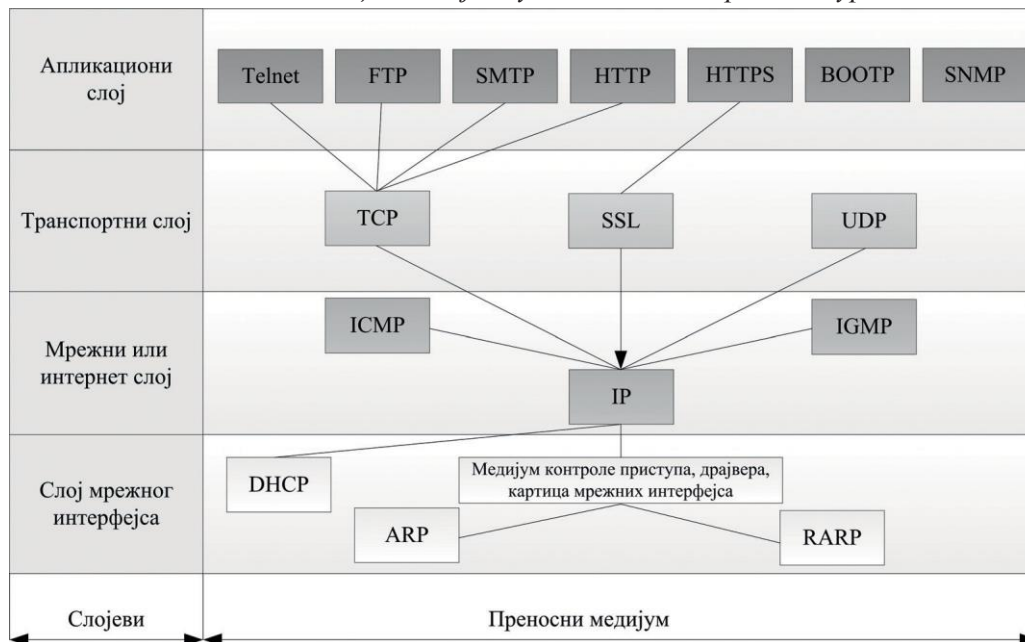 Апликациони
слој
Telnet
FTP
SMTP
HTTP
HTTPS
BOOTP
SNMP
Транспортни слој
TCP
SSL
UDP
Мрежни или
интернет слој
ICMP
IGMP
IP
Слој мрежног
интерфејса
DHCP
Медијум контроле приступа, драјвера,
картица мрежних интерфејса
ARP
RARP
Слојеви
Преносни медијум